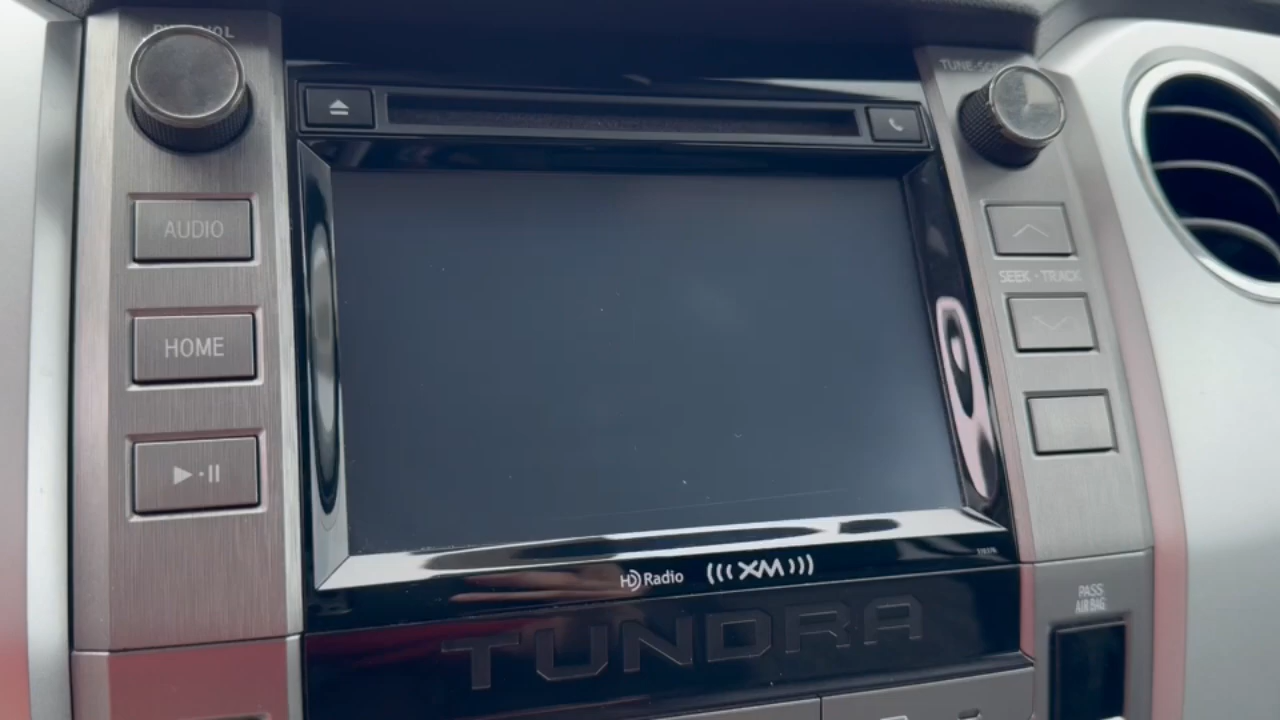 AUDIO
HOME
SEEK · TRACK
HD Radio
XM
TUNDRA
PASS
AIR BAG